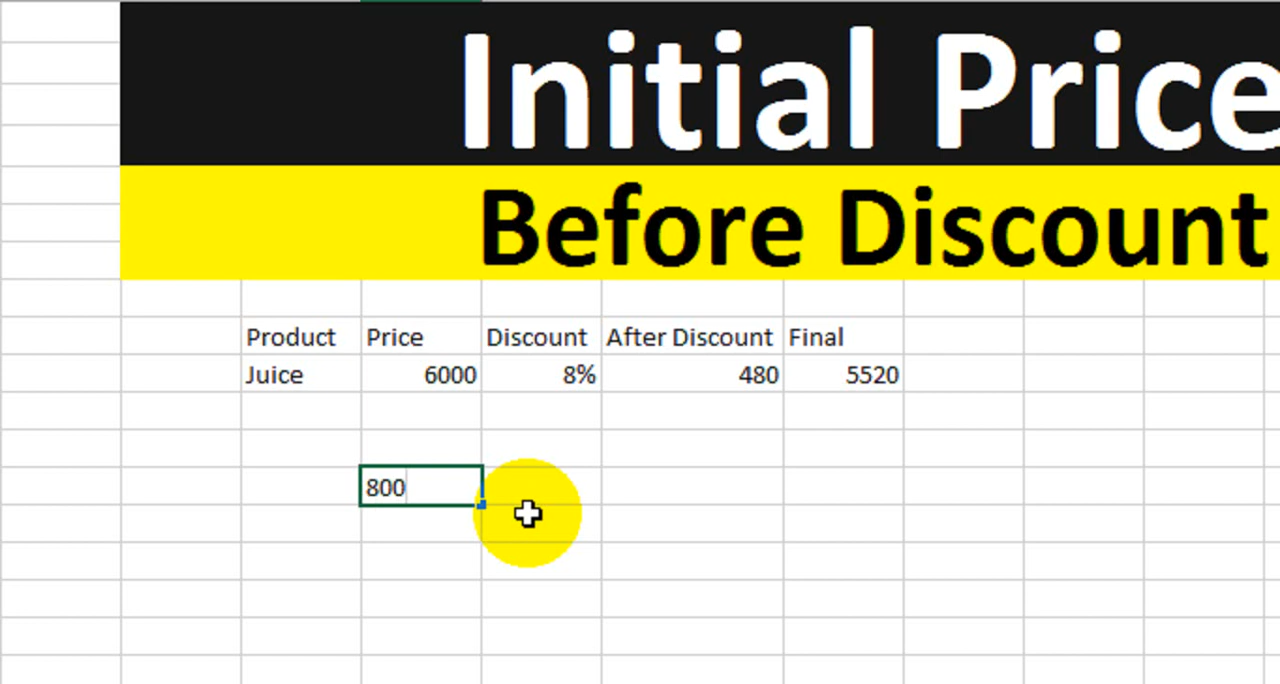 Initial Price
Before Discount
Product Price Discount After Discount Final
Juice 6000 8% 480 5520
800